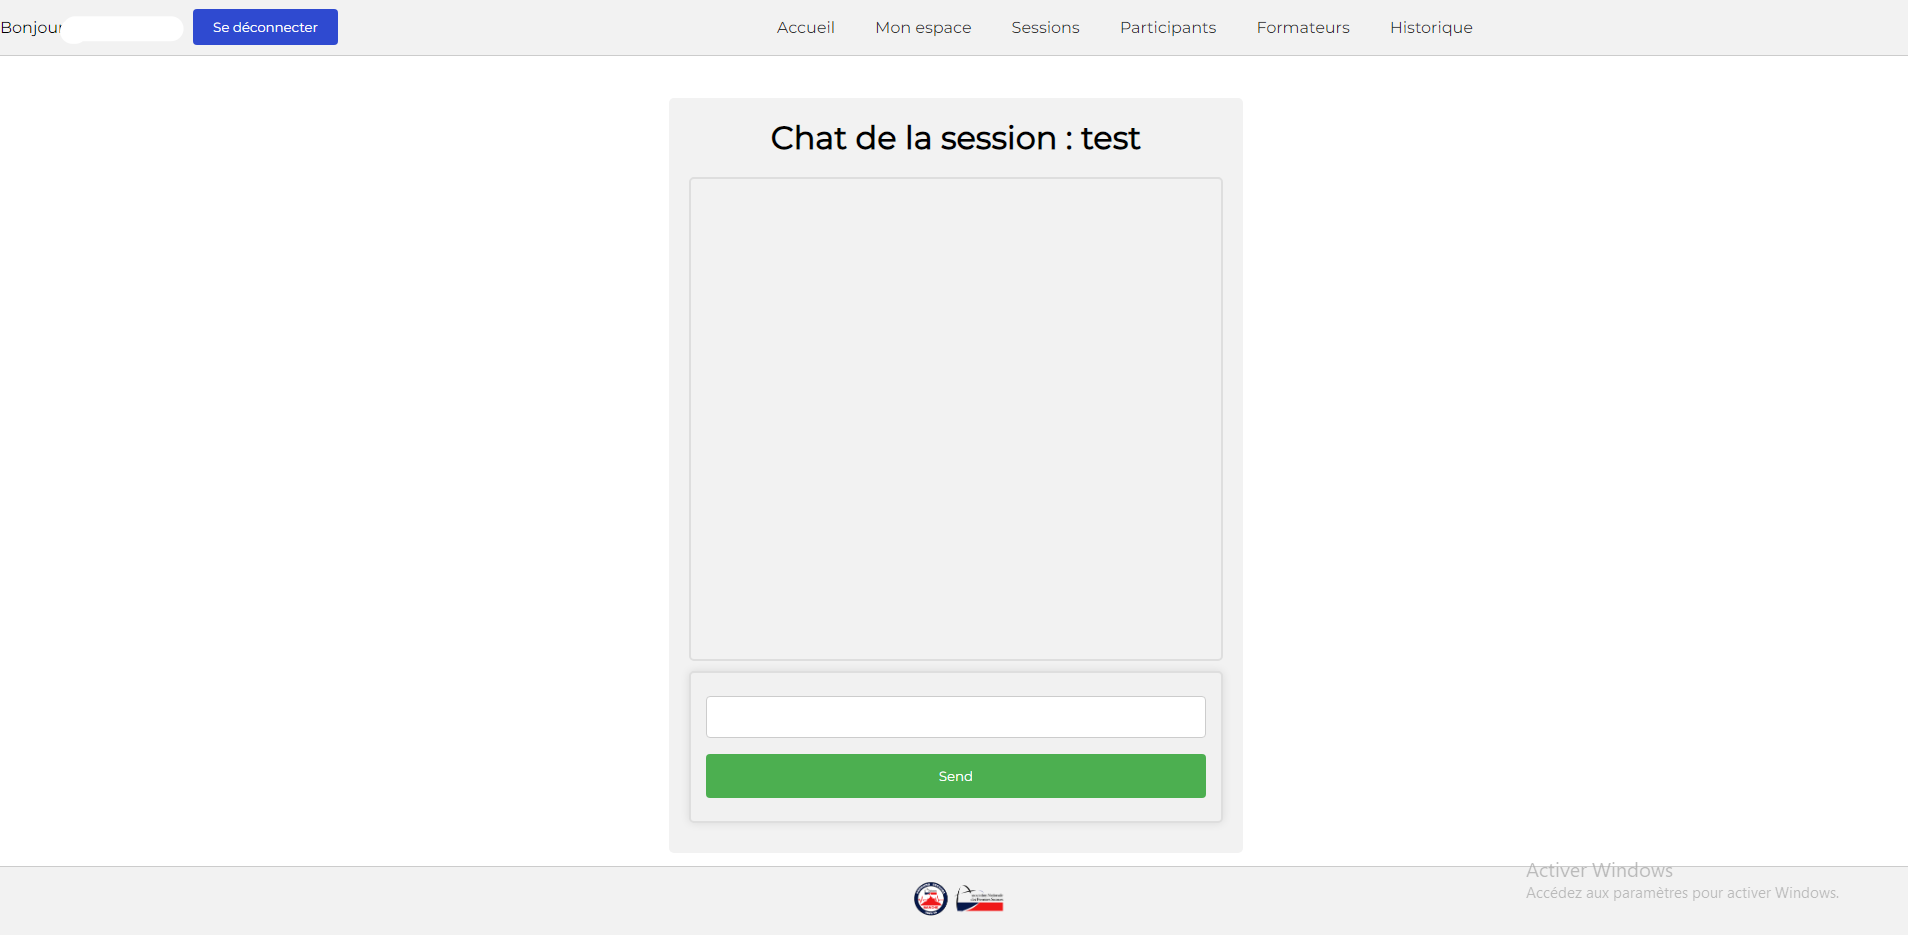 Bonjour
Se déconnecter
Accueil
Mon espace
Sessions
Participants
Formateurs
Historique
Chat de la session : test
Send
Activer Windows
Accédez aux paramètres pour activer Windows.